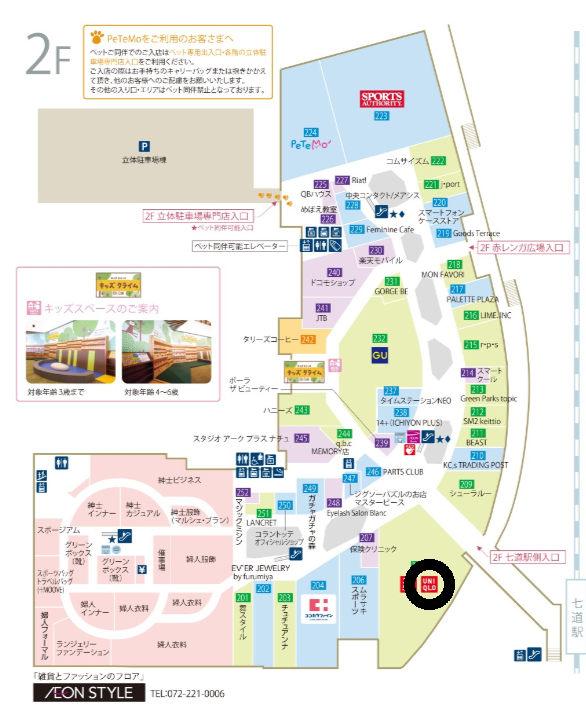 2F
PeTeMoをご利用のお客さまへ
ペットご同伴でのご入店はペット専用出入口・各階の立体駐
車場専門店入口をご利用ください。
ご入店の際はお手持ちのキャリーバッグまたは抱きかかえ
て頂き、他のお客様へのご配慮をお願いいたします。
その他の入り口・エリアはペット同伴禁止となっております。
P
立体駐車場棟
SPORTS
AUTHORITY.
223
224
PeTeMo
コムサイズム 222
221 j・port
227 Riat!
225
QBハウス
中央コンタクト/メアシス
228
めばえ教室
226
220
スマートフォン
ケースストア
219 Goods Terrace
229 Feminine Cafe
2F 立体駐車場専門店入口
★ペット同伴可能入口
2F 赤レンガ広場入口
ペット同伴可能エレベーター
230
楽天モバイル
218
MON FAVORI
240
ドコモショップ
231
GORGE BE
217
PALETTE PLAZA
キッズクライム
キッズスペースのご案内
対象年齢 3歳まで
対象年齢 4〜6歳
241
JTB
216 LIME.INC
タリーズコーヒー 242
232
GU
215 r・p・s
キッズクライム
214 スマート
クール
ポーラ
ザ ビューティー
237
タイムステーションNEO
213
Green Parks topic
238
14+(ICHIYON PLUS)
212
SM2 keittio
ハニーズ 243
211
BEAST
スタジオ アーク プラス ナチュ 245
244
q.b.c
MEMORY店
239
210
KC,s TRADING POST
246 PARTS CLUB
247
ジグソーパズルのお店
マスターピース
209
シューラルー
248
Eyelash Salon Blanc
249
ガチャガチャの森
250
コラントッテ
オフィシャルショップ
251
LANCRET
252
マジックミシン
207
保険クリニック
2F 七道駅側入口
七道駅
EVER JEWELRY
by furumiya
UNI
QLO
201
202
203
チュチュアンナ
204
ココカラファイン
206
ムラサキ
スポーツ
紳士ビジネス
紳士
インナー
紳士
カジュアル
紳士服飾
(マルシェ・ブラン)
スポージアム
グリーン
ボックス
(靴)
グリーン
ボックス
(靴)
催事場
婦人服飾
スポーツバッグ
トラベルバッグ
(+MOOVE)
婦人
インナー
婦人衣料
婦人衣料
婦人フォーマル
ランジェリー
ファンデーション
婦人衣料
「雑貨とファッションのフロア」
ÆON STYLE
TEL:072-221-0006